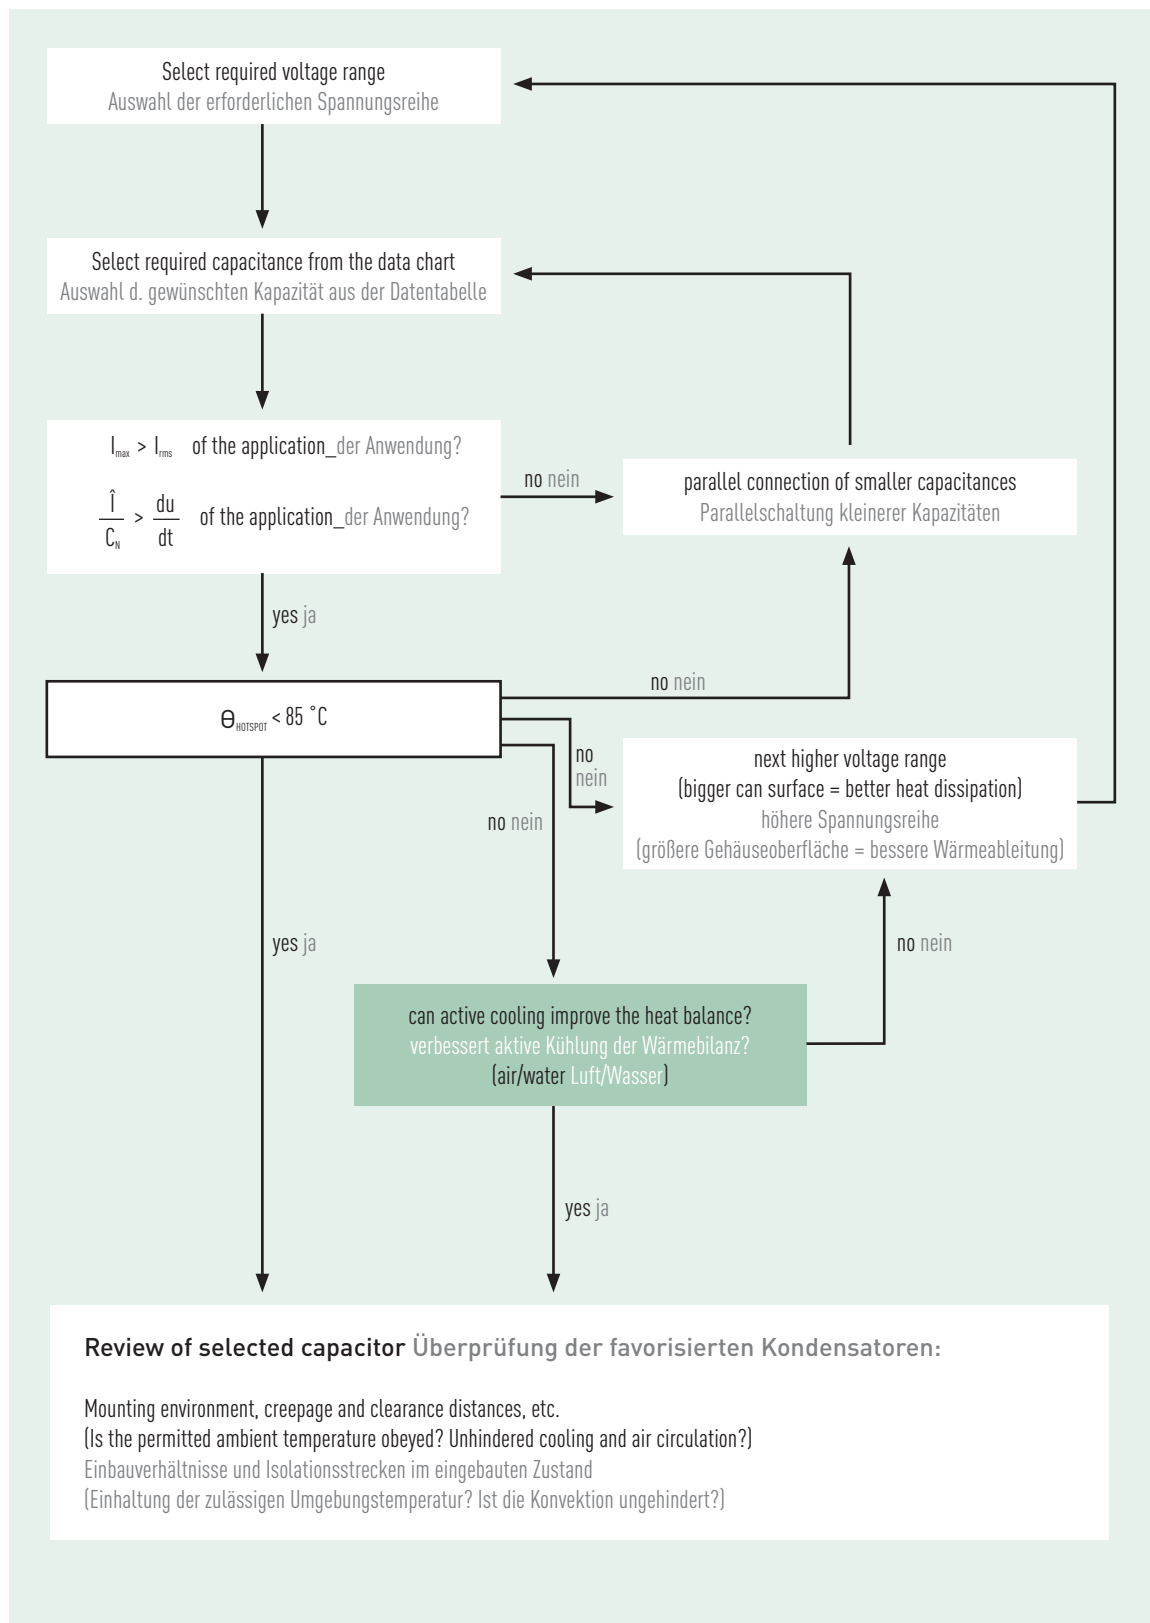 Select required voltage range
Auswahl der erforderlichen Spannungsreihe
Select required capacitance from the data chart
Auswahl d. gewünschten Kapazität aus der Datentabelle
Imax > Irms of the application_der Anwendung?
Î / CN > du / dt of the application_der Anwendung?
no nein
parallel connection of smaller capacitances
Parallelschaltung kleinerer Kapazitäten
yes ja
no nein
ϴHOTSPOT < 85 °C
no
nein
next higher voltage range
(bigger can surface = better heat dissipation)
höhere Spannungsreihe
(größere Gehäuseoberfläche = bessere Wärmeableitung)
no nein
yes ja
no nein
can active cooling improve the heat balance?
verbessert aktive Kühlung der Wärmebilanz?
(air/water Luft/Wasser)
yes ja
Review of selected capacitor Überprüfung der favorisierten Kondensatoren:
Mounting environment, creepage and clearance distances, etc.
(Is the permitted ambient temperature obeyed? Unhindered cooling and air circulation?)
Einbauverhältnisse und Isolationsstrecken im eingebauten Zustand
(Einhaltung der zulässigen Umgebungstemperatur? Ist die Konvektion ungehindert?)